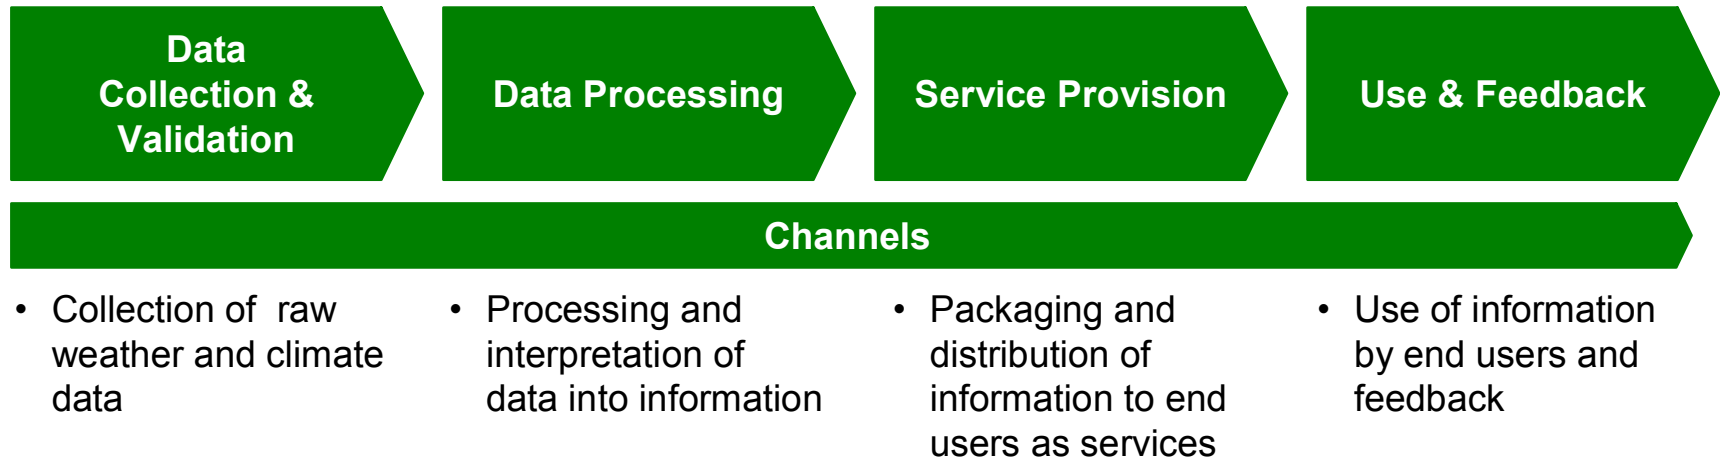 Data
Collection &
Validation
Data Processing
Service Provision
Use & Feedback
Channels
• Collection of  raw
weather and climate
data
• Processing and
interpretation of
data into information
• Packaging and
distribution of
information to end
users as services
• Use of information
by end users and
feedback